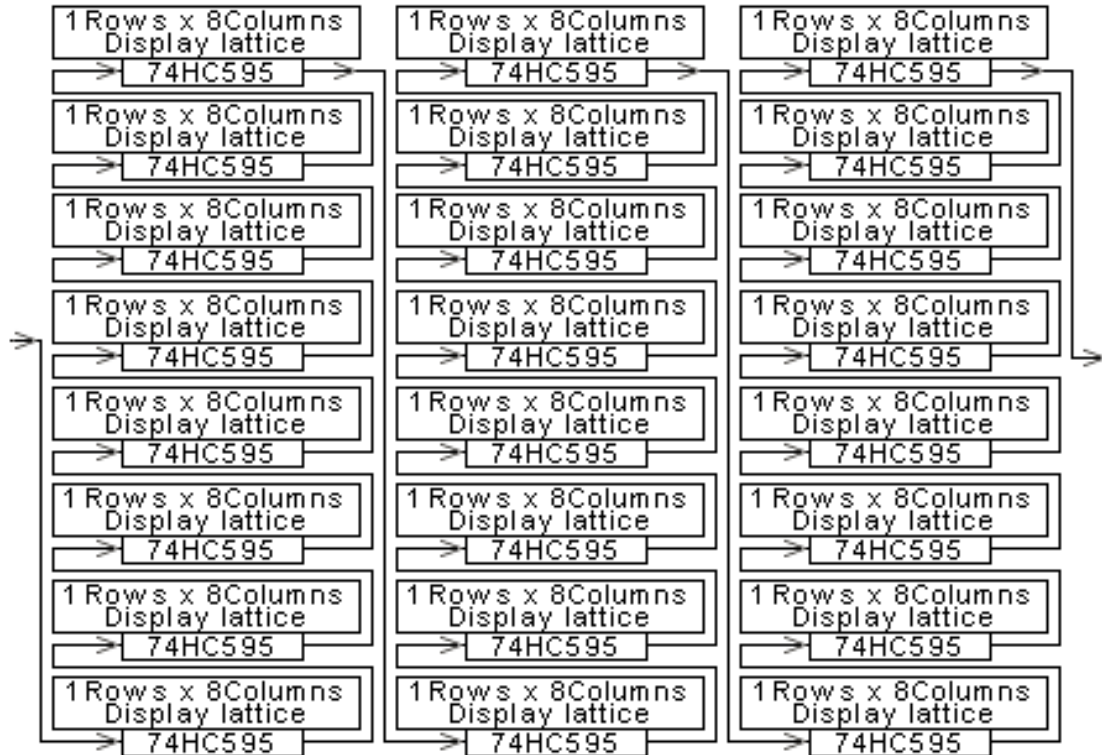 1Rows x 8Columns
Display lattice
74HC595
1Rows x 8Columns
Display lattice
74HC595
1Rows x 8Columns
Display lattice
74HC595
1Rows x 8Columns
Display lattice
74HC595
1Rows x 8Columns
Display lattice
74HC595
1Rows x 8Columns
Display lattice
74HC595
1Rows x 8Columns
Display lattice
74HC595
1Rows x 8Columns
Display lattice
74HC595
1Rows x 8Columns
Display lattice
74HC595
1Rows x 8Columns
Display lattice
74HC595
1Rows x 8Columns
Display lattice
74HC595
1Rows x 8Columns
Display lattice
74HC595
1Rows x 8Columns
Display lattice
74HC595
1Rows x 8Columns
Display lattice
74HC595
1Rows x 8Columns
Display lattice
74HC595
1Rows x 8Columns
Display lattice
74HC595
1Rows x 8Columns
Display lattice
74HC595
1Rows x 8Columns
Display lattice
74HC595
1Rows x 8Columns
Display lattice
74HC595
1Rows x 8Columns
Display lattice
74HC595
1Rows x 8Columns
Display lattice
74HC595
1Rows x 8Columns
Display lattice
74HC595
1Rows x 8Columns
Display lattice
74HC595
1Rows x 8Columns
Display lattice
74HC595